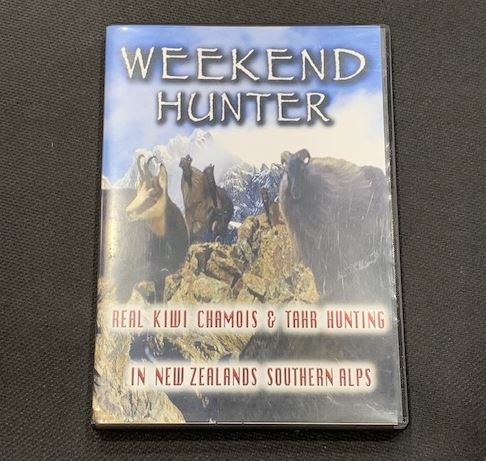 WEEKEND
HUNTER
REAL KIWI CHAMOIS & TAHR HUNTING
IN NEW ZEALANDS SOUTHERN ALPS